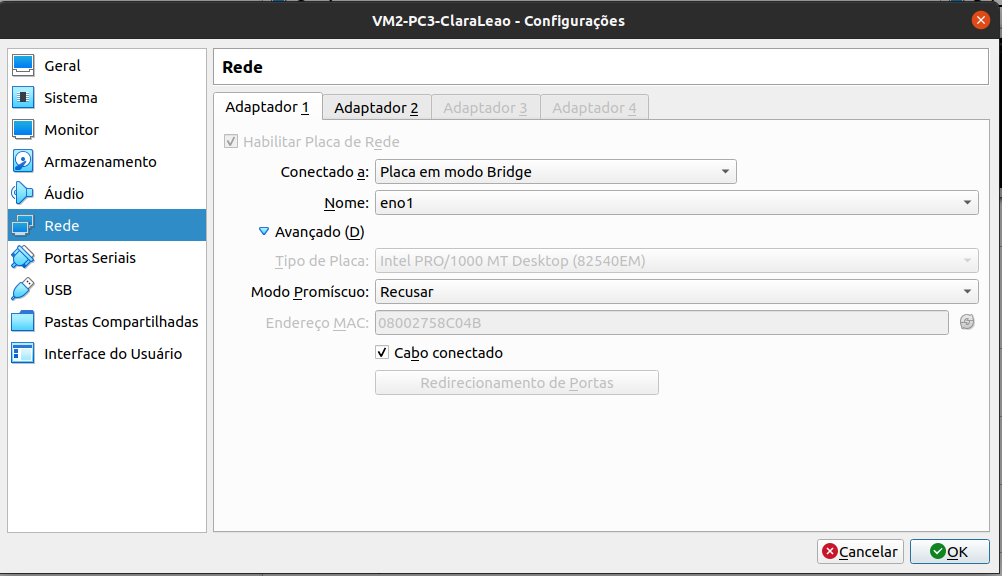 VM2-PC3-ClaraLeao - Configurações
Geral
Sistema
Monitor
Armazenamento
Áudio
Rede
Portas Seriais
USB
Pastas Compartilhadas
Interface do Usuário
Rede
Adaptador 1 Adaptador 2 Adaptador 3 Adaptador 4
Habilitar Placa de Rede
Conectado a: Placa em modo Bridge
Nome: eno1
Avançado (D)
Tipo de Placa: Intel PRO/1000 MT Desktop (82540EM)
Modo Promíscuo: Recusar
Endereço MAC: 08002758C04B
Cabo conectado
Redirecionamento de Portas
Cancelar OK